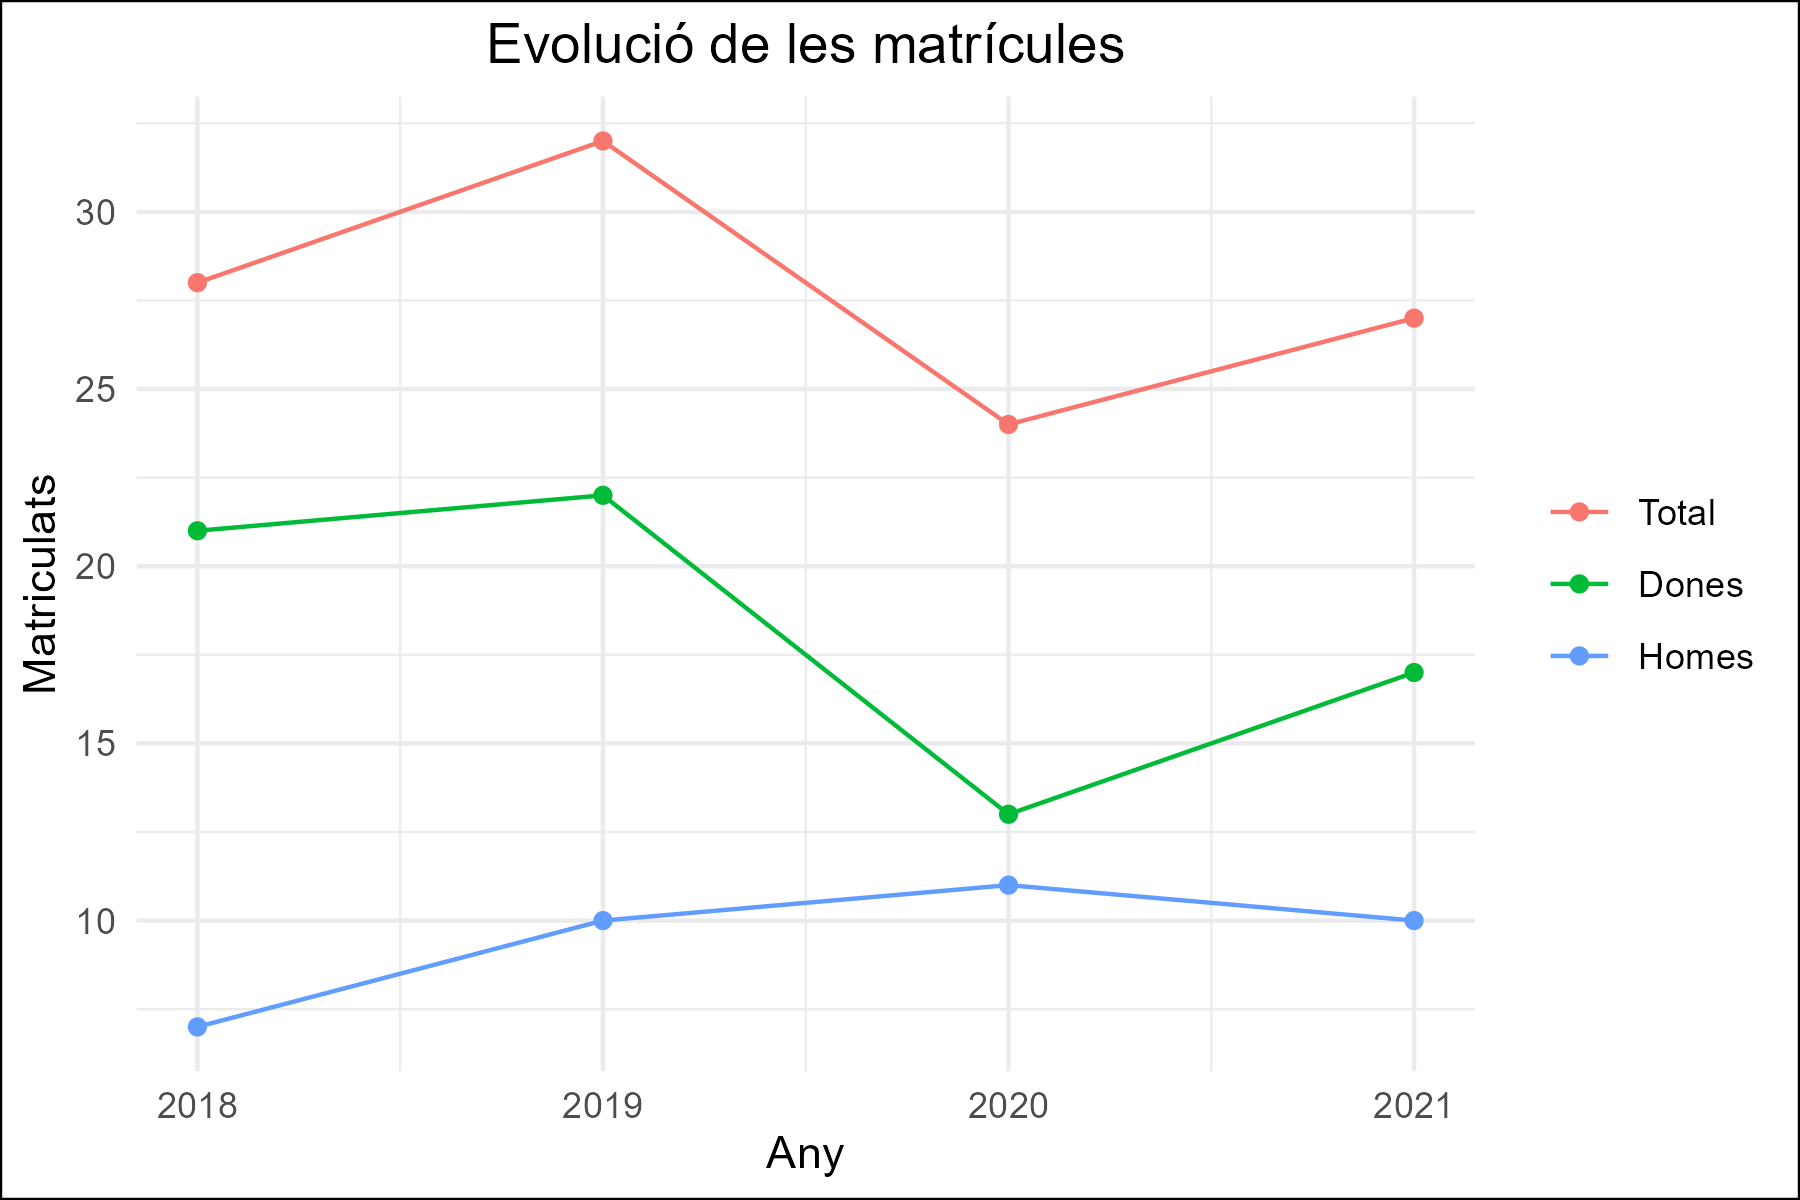 Evolució de les matrícules
Matriculats
30
25
20
15
10
2018
2019
2020
2021
Any
Total
Dones
Homes